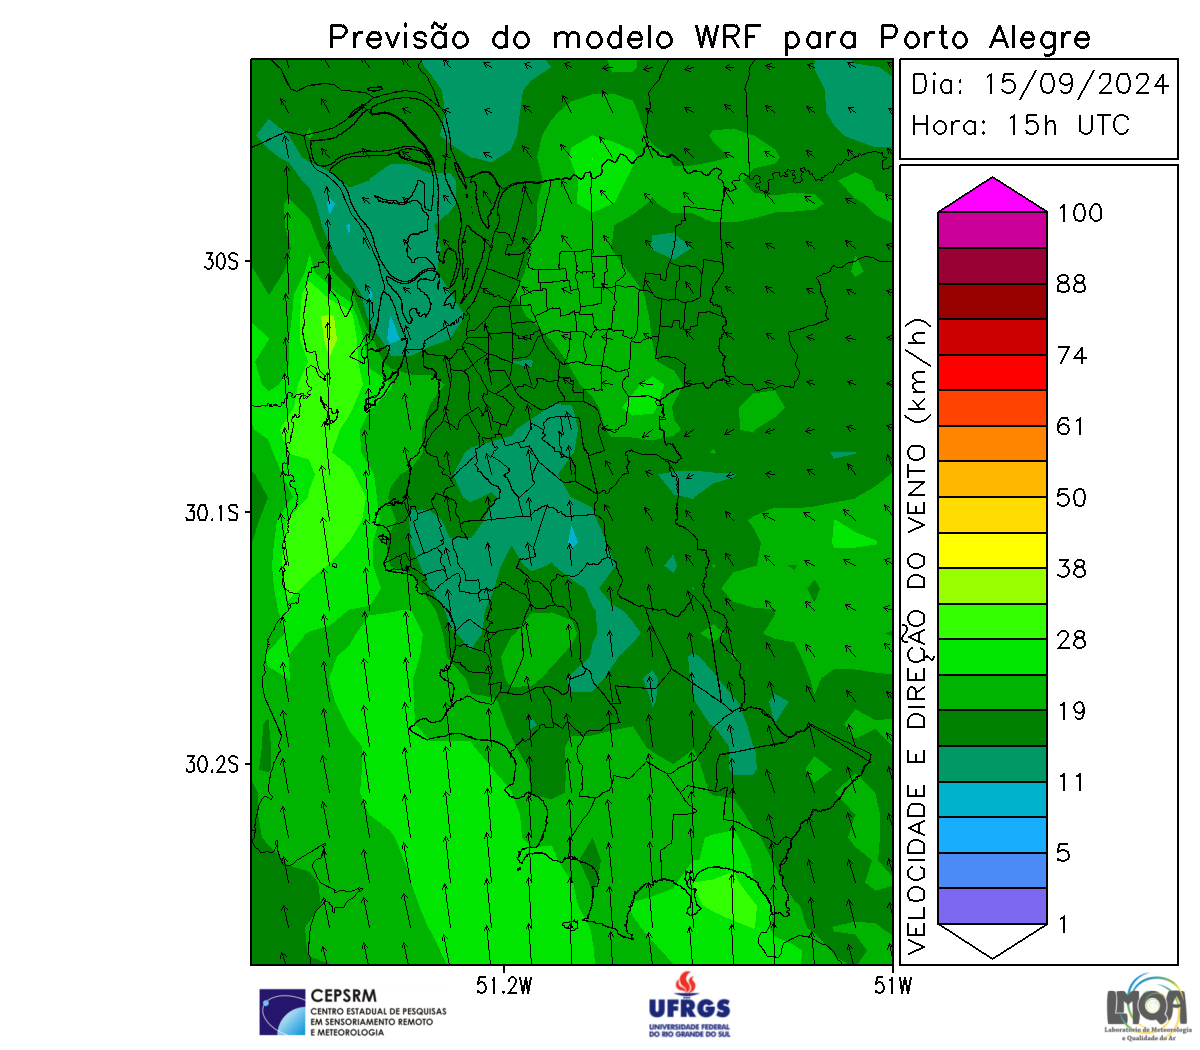 Previsão do modelo WRF para Porto Alegre
Dia: 15/09/2024
Hora: 15h UTC
30S
30.1S
30.2S
51.2W
51W
VELOCIDADE E DIREÇÃO DO VENTO (km/h)
100
88
74
61
50
38
28
19
11
5
1
CEPSRM
CENTRO ESTADUAL DE PESQUISAS
EM SENSORIAMENTO REMOTO
E METEOROLOGIA
UFRGS
UNIVERSIDADE FEDERAL
DO RIO GRANDE DO SUL
LMQA
Laboratório de Meteorologia
e Qualidade do Ar